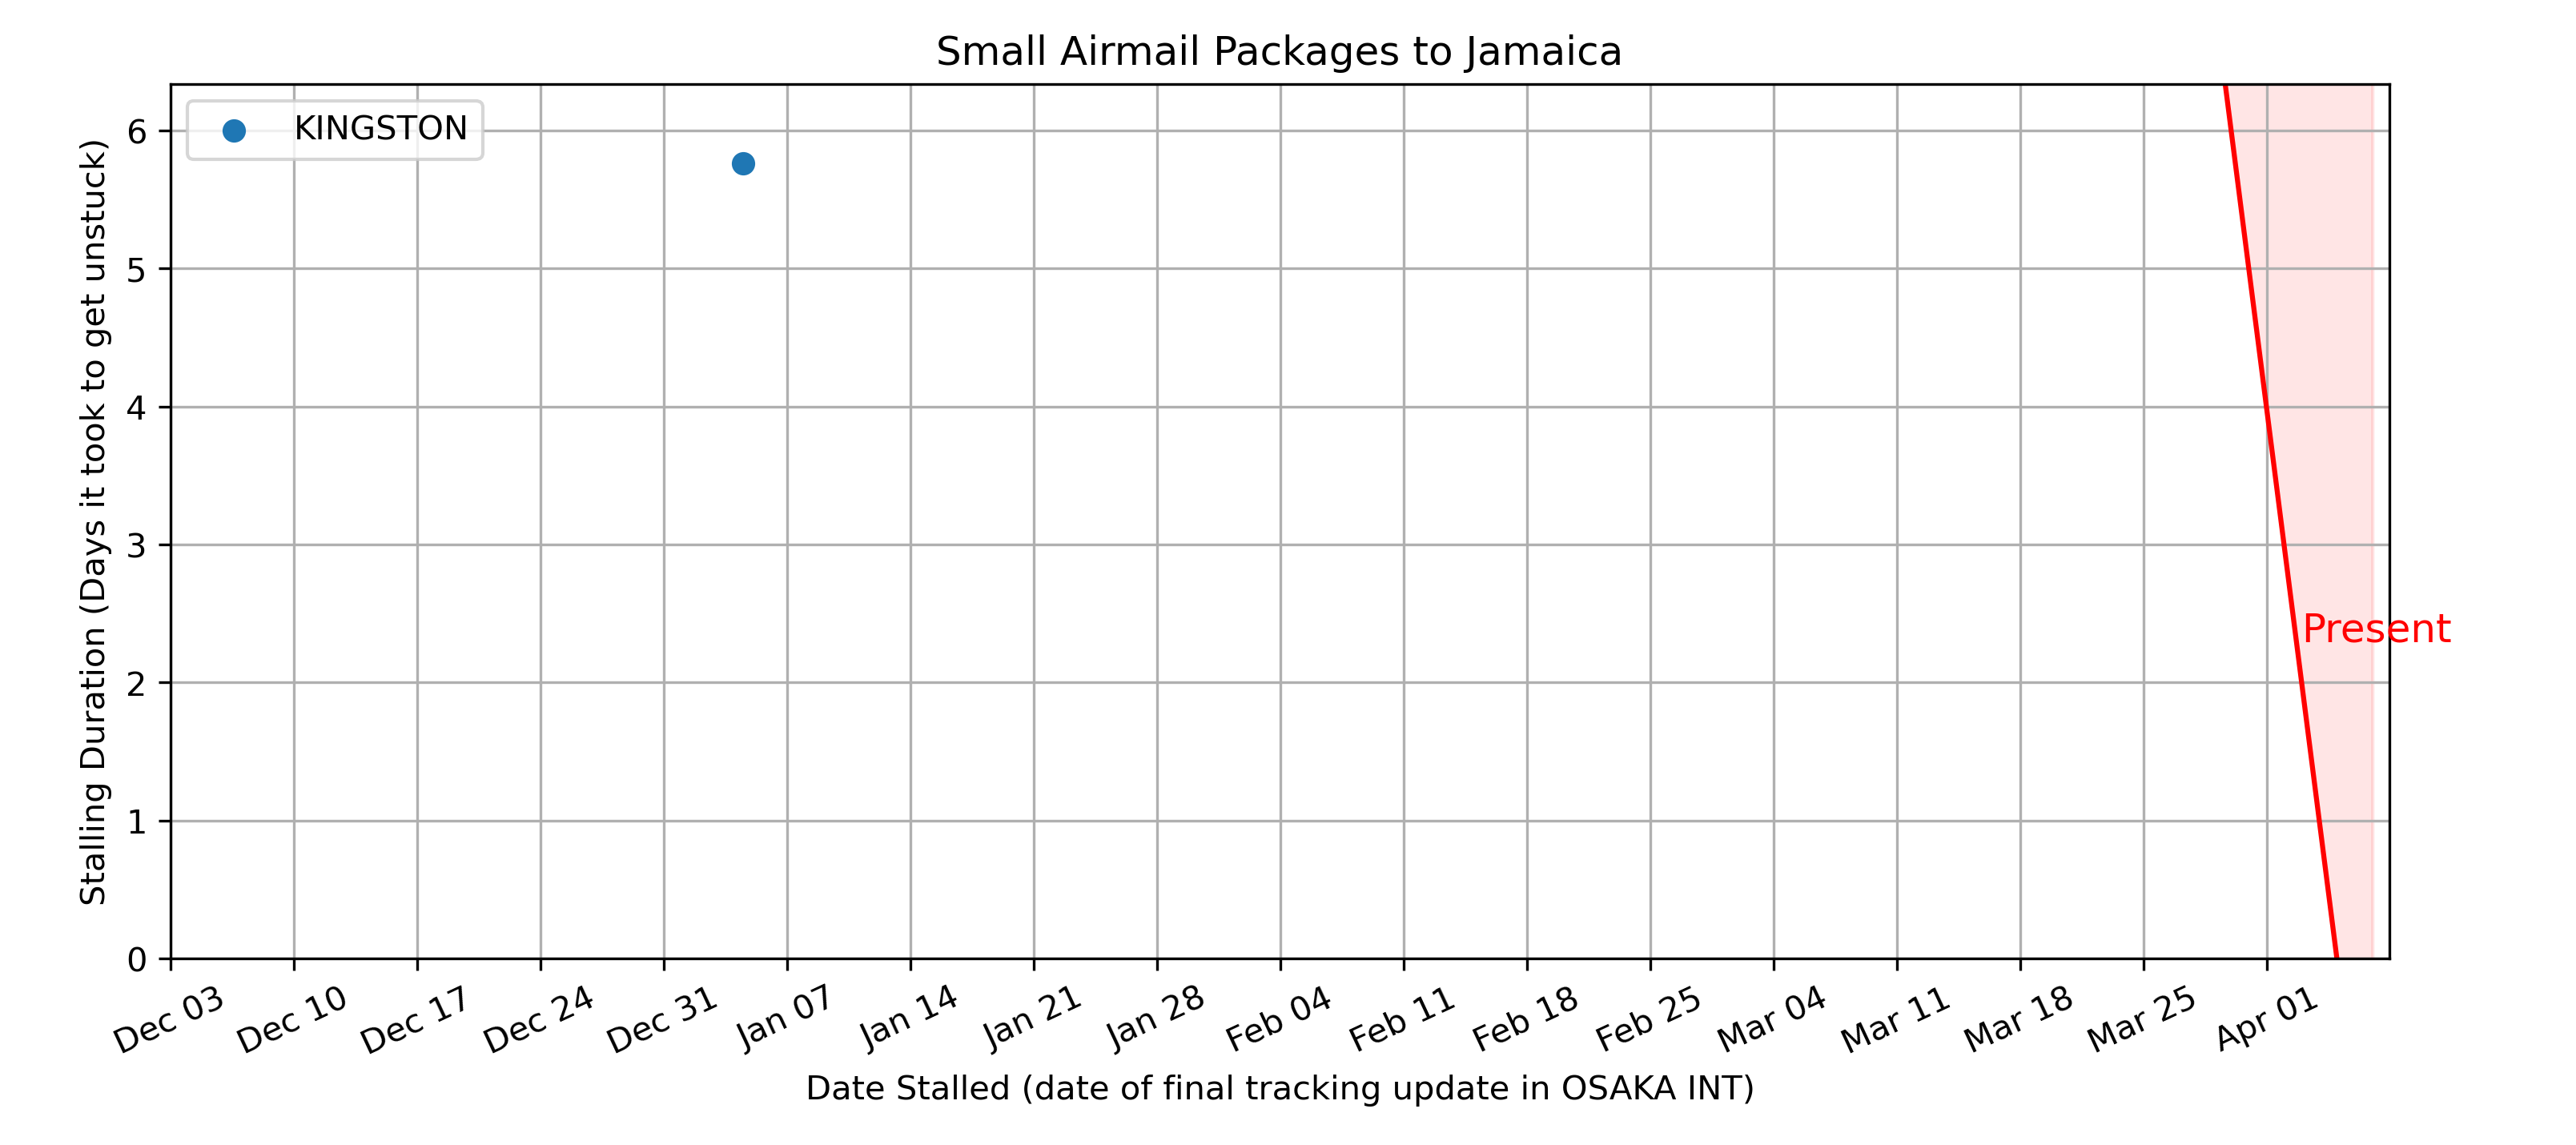 Small Airmail Packages to Jamaica
KINGSTON
Stalling Duration (Days it took to get unstuck)
6
5
4
3
2
1
0
Present
Dec 03 Dec 10 Dec 17 Dec 24 Dec 31 Jan 07 Jan 14 Jan 21 Jan 28 Feb 04 Feb 11 Feb 18 Feb 25 Mar 04 Mar 11 Mar 18 Mar 25 Apr 01
Date Stalled (date of final tracking update in OSAKA INT)